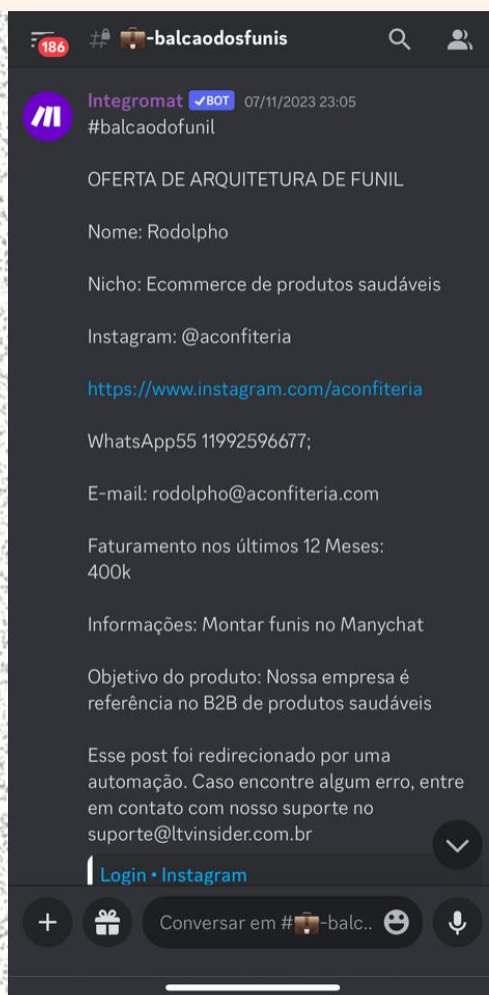 186
# 💼-balcaodosfunis
Integromat ✓BOT 07/11/2023 23:05
#balcaodofunil
OFERTA DE ARQUITETURA DE FUNIL
Nome: Rodolpho
Nicho: Ecommerce de produtos saudáveis
Instagram: @aconfiteria
https://www.instagram.com/aconfiteria
WhatsApp55 11992596677;
E-mail: rodolpho@aconfiteria.com
Faturamento nos últimos 12 Meses:
400k
Informações: Montar funis no Manychat
Objetivo do produto: Nossa empresa é
referência no B2B de produtos saudáveis
Esse post foi redirecionado por uma
automação. Caso encontre algum erro, entre
em contato com nosso suporte no
suporte@ltvinsider.com.br
Login • Instagram
Conversar em #💼-balc..